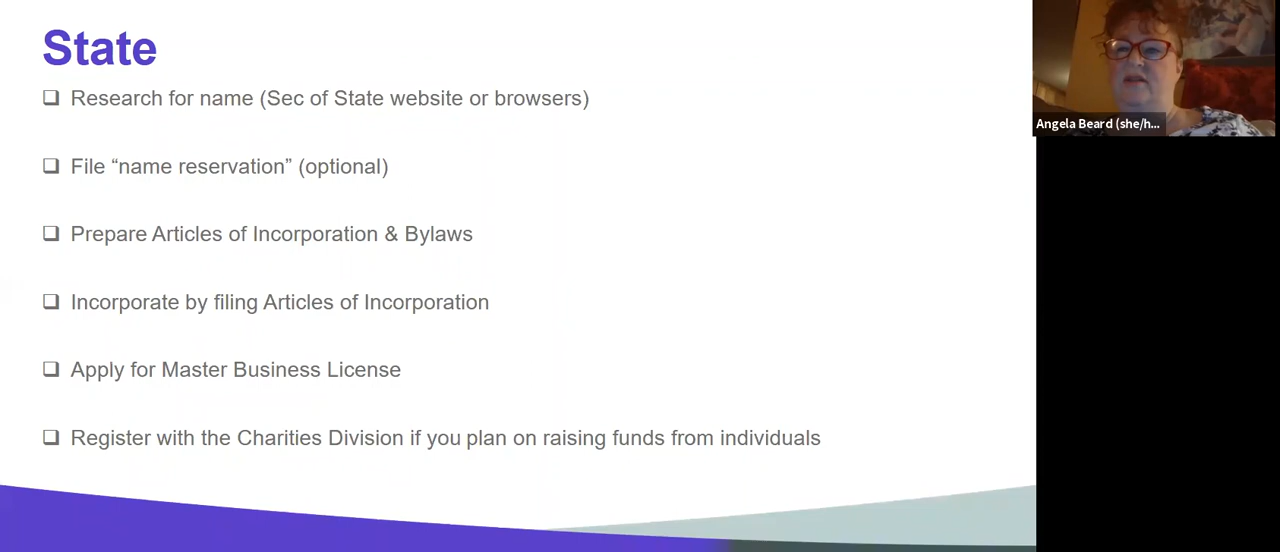 State
❑ Research for name (Sec of State website or browsers)
❑ File “name reservation” (optional)
❑ Prepare Articles of Incorporation & Bylaws
❑ Incorporate by filing Articles of Incorporation
❑ Apply for Master Business License
❑ Register with the Charities Division if you plan on raising funds from individuals
Angela Beard (she/h...